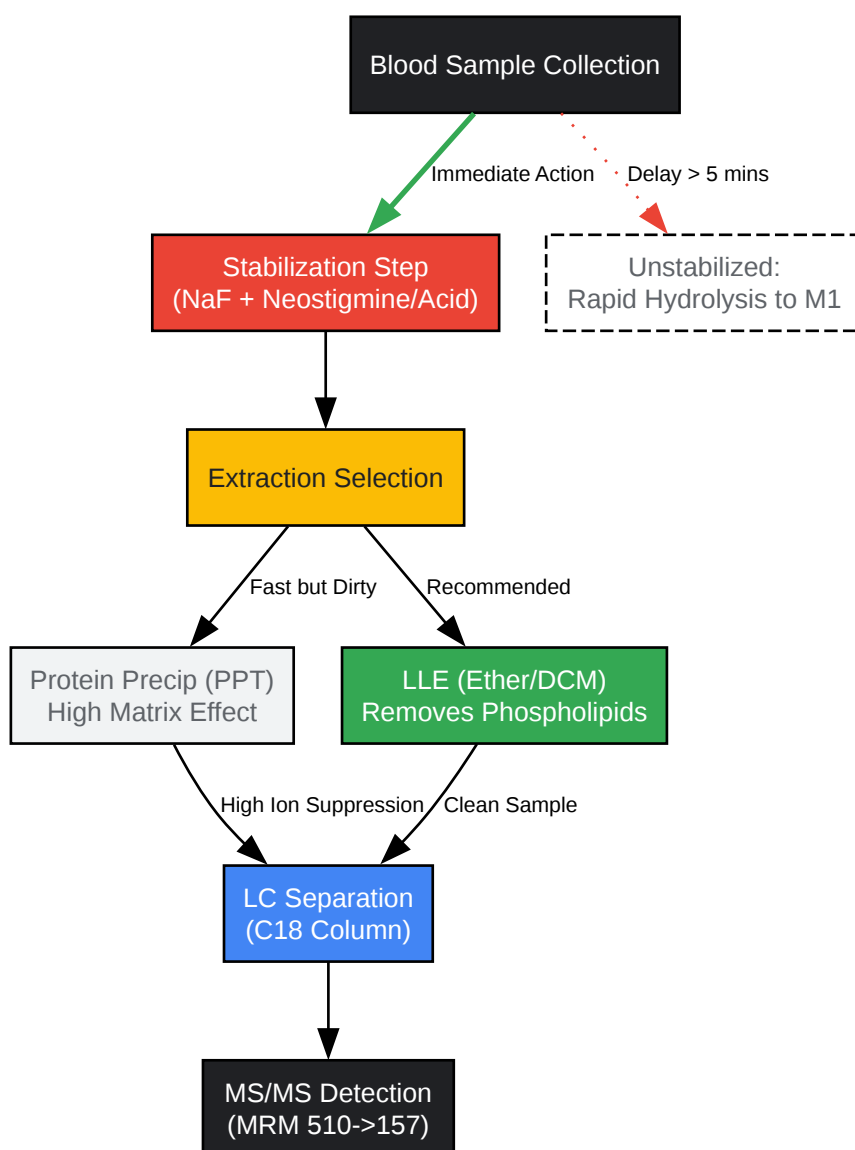 Blood Sample Collection
Immediate Action
Delay > 5 mins
Stabilization Step
(NaF + Neostigmine/Acid)
Unstabilized:
Rapid Hydrolysis to M1
Extraction Selection
Fast but Dirty
Recommended
Protein Precip (PPT)
High Matrix Effect
LLE (Ether/DCM)
Removes Phospholipids
High Ion Suppression
Clean Sample
LC Separation
(C18 Column)
MS/MS Detection
(MRM 510->157)